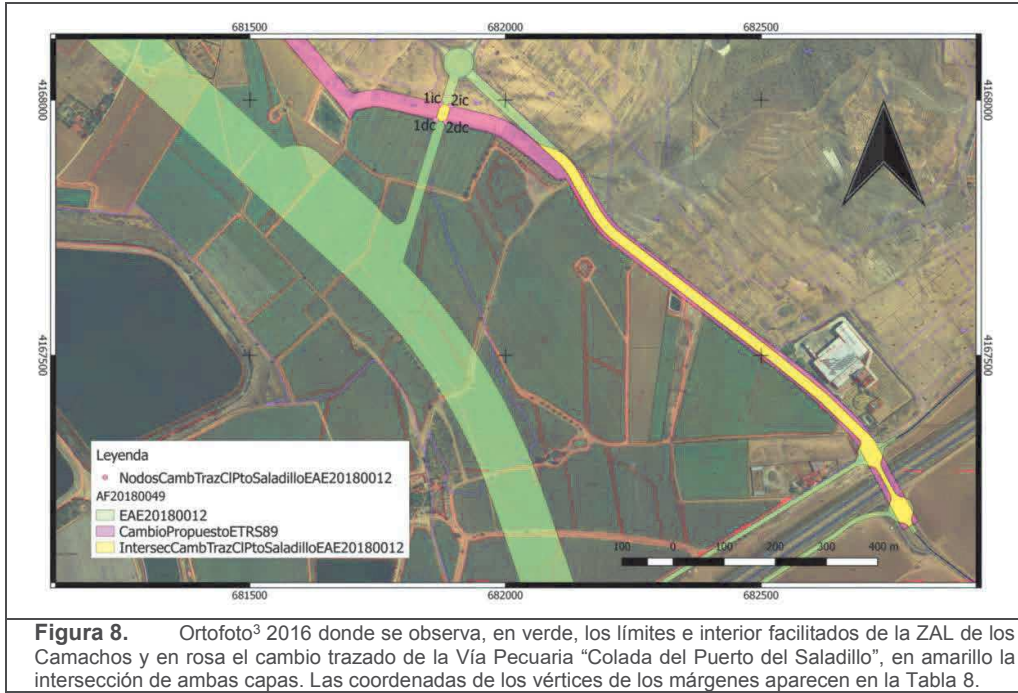 681500 682000 682500
4168000 4168000
1ic 2ic
1dc 2dc
4167500 4167500
Leyenda
NodosCambTrazClPtoSaladilloEAE20180012
AF20180049
EAE20180012
CambioPropuestoETRS89
IntersecCambTrazClPtoSaladilloEAE20180012
100 0 100 200 300 400 m
681500 682000 682500
Figura 8. Ortofoto³ 2016 donde se observa, en verde, los límites e interior facilitados de la ZAL de los
Camachos y en rosa el cambio trazado de la Vía Pecuaria “Colada del Puerto del Saladillo”, en amarillo la
intersección de ambas capas. Las coordenadas de los vértices de los márgenes aparecen en la Tabla 8.